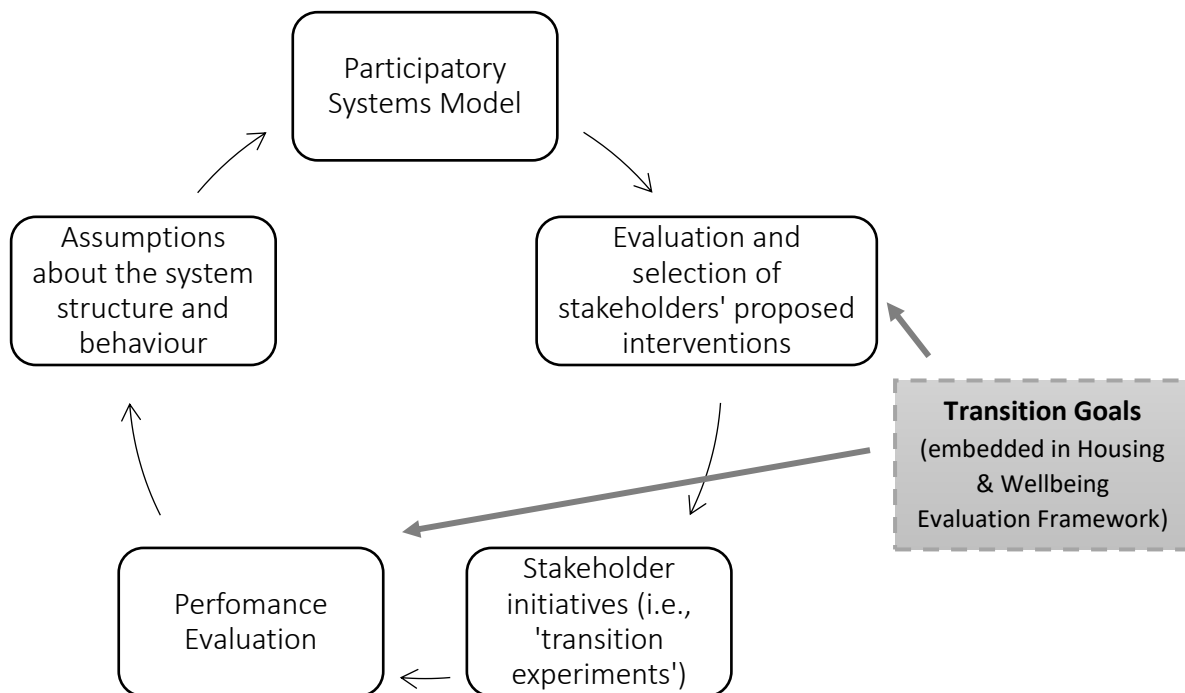 Participatory
Systems Model
Assumptions
about the system
structure and
behaviour
Evaluation and
selection of
stakeholders' proposed
interventions
Transition Goals
(embedded in Housing
& Wellbeing
Evaluation Framework)
Perfomance
Evaluation
Stakeholder
initiatives (i.e.,
'transition
experiments')